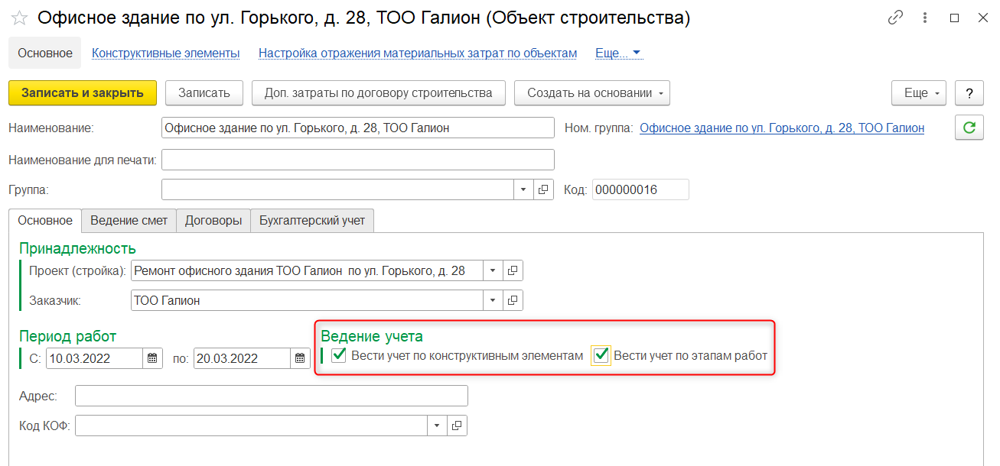 Офисное здание по ул. Горького, д. 28, ТОО Галион (Объект строительства)
Основное Конструктивные элементы Настройка отражения материальных затрат по объектам Еще...
Записать и закрыть Записать Доп. затраты по договору строительства Создать на основании Еще ?
Наименование: Офисное здание по ул. Горького, д. 28, ТОО Галион Ном. группа: Офисное здание по ул. Горького, д. 28, ТОО Галион
Наименование для печати:
Группа: Код: 000000016
Основное Ведение смет Договоры Бухгалтерский учет
Принадлежность
Проект (стройка): Ремонт офисного здания ТОО Галион по ул. Горького, д. 28
Заказчик: ТОО Галион
Период работ Ведение учета
С: 10.03.2022 по: 20.03.2022 Вести учет по конструктивным элементам Вести учет по этапам работ
Адрес:
Код КОФ: